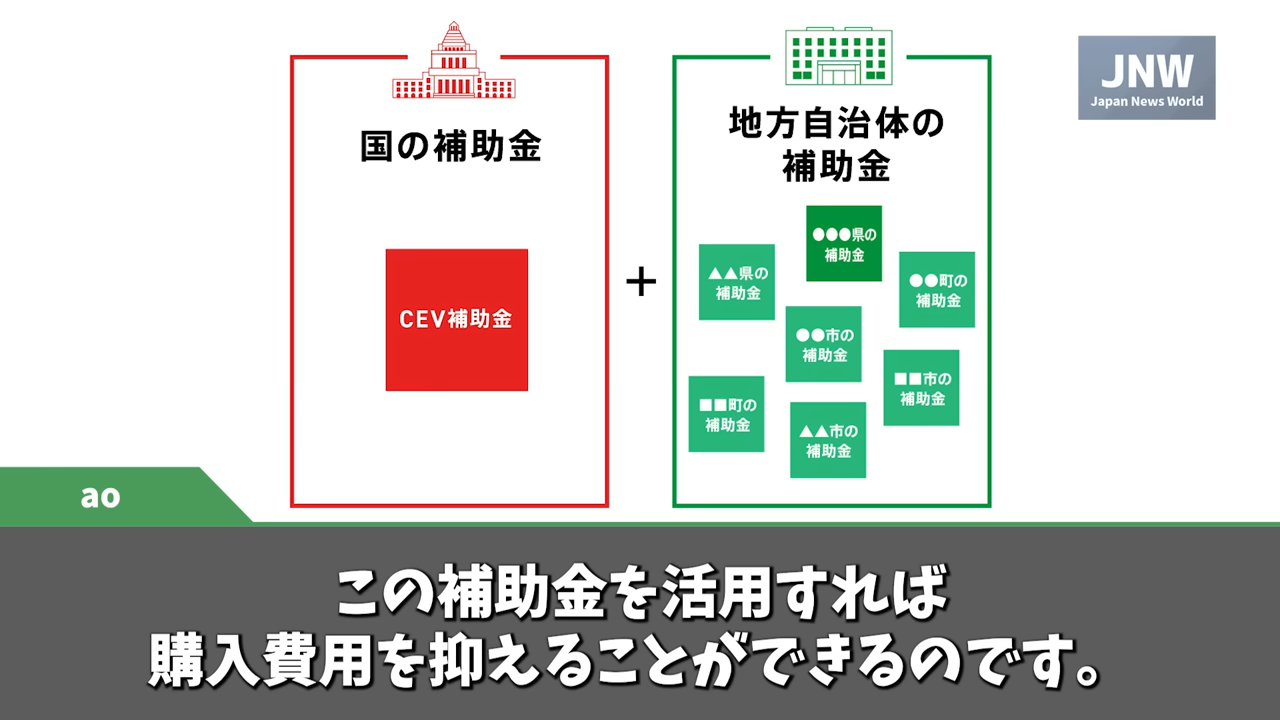 国の補助金
CEV補助金
+
地方自治体の
補助金
●●●県の
補助金
▲▲県の
補助金
●●町の
補助金
●●市の
補助金
■■市の
補助金
■■町の
補助金
▲▲市の
補助金
JNW
Japan News World
ao
この補助金を活用すれば
購入費用を抑えることができるのです。